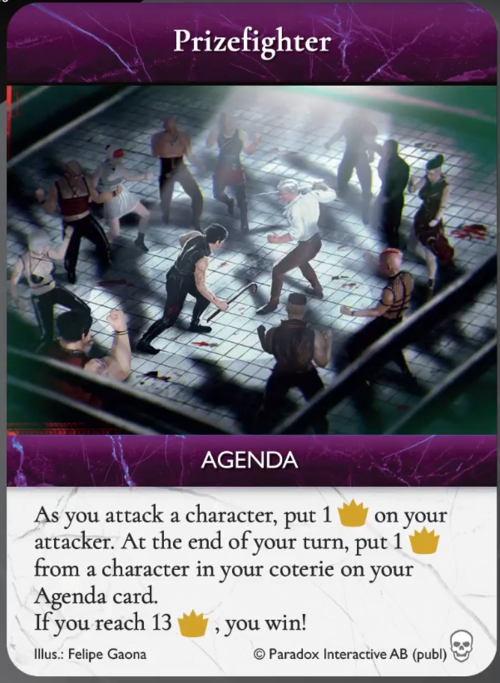 Prizefighter
AGENDA
As you attack a character, put 1 on your
attacker. At the end of your turn, put 1
from a character in your coterie on your
Agenda card.
If you reach 13 , you win!
Illus.: Felipe Gaona © Paradox Interactive AB (publ)